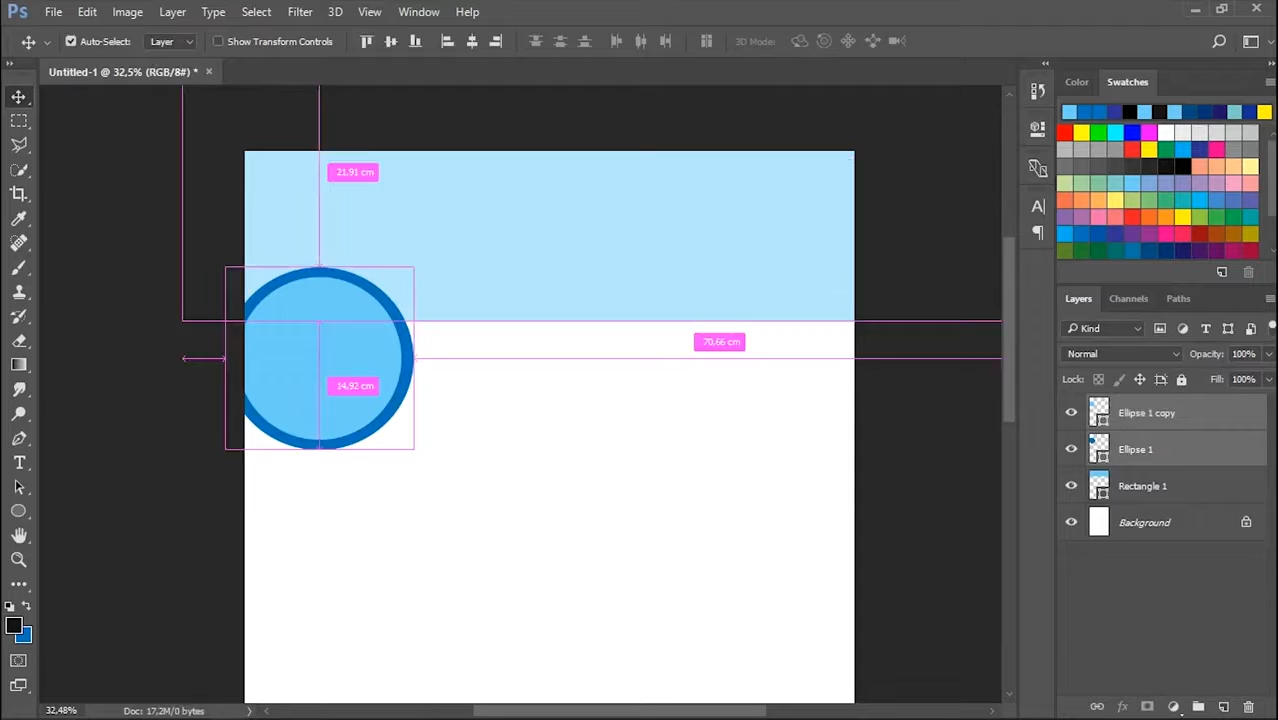 Ps File Edit Image Layer Type Select Filter 3D View Window Help
Auto-Select: Layer Show Transform Controls 3D Mode:
Untitled-1 @ 32,5% (RGB/8#) * ×
Color Swatches
21,91 cm
70,66 cm
14,92 cm
Layers Channels Paths
Kind
Normal Opacity: 100%
Lock: Fill: 100%
Ellipse 1 copy
Ellipse 1
Rectangle 1
Background
32,48% Doc: 17,2M/0 bytes